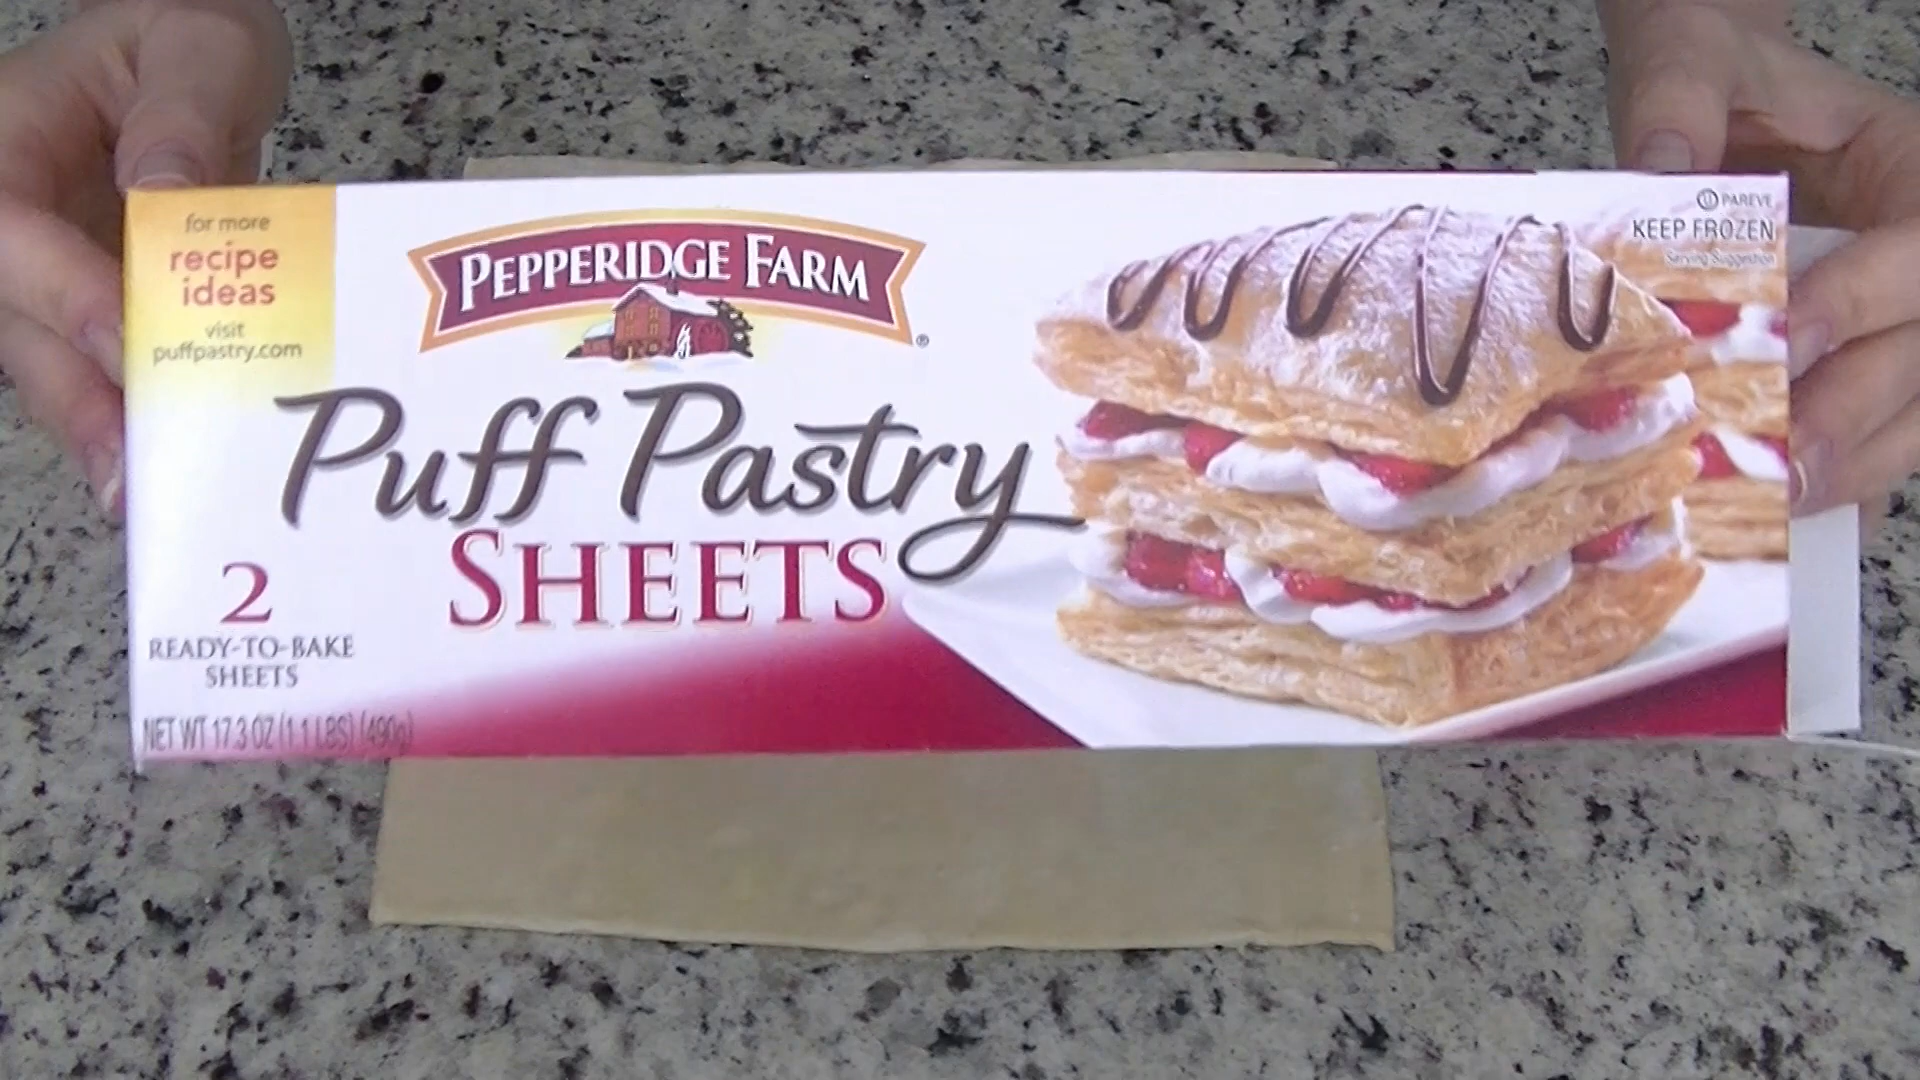 for more
recipe
ideas
visit
puffpastry.com
PEPPERIDGE FARM
®
Puff Pastry
SHEETS
2
READY-TO-BAKE
SHEETS
NET WT 17.3 OZ (1.1 LBS) (490g)
U PAREVE
KEEP FROZEN
Serving Suggestion